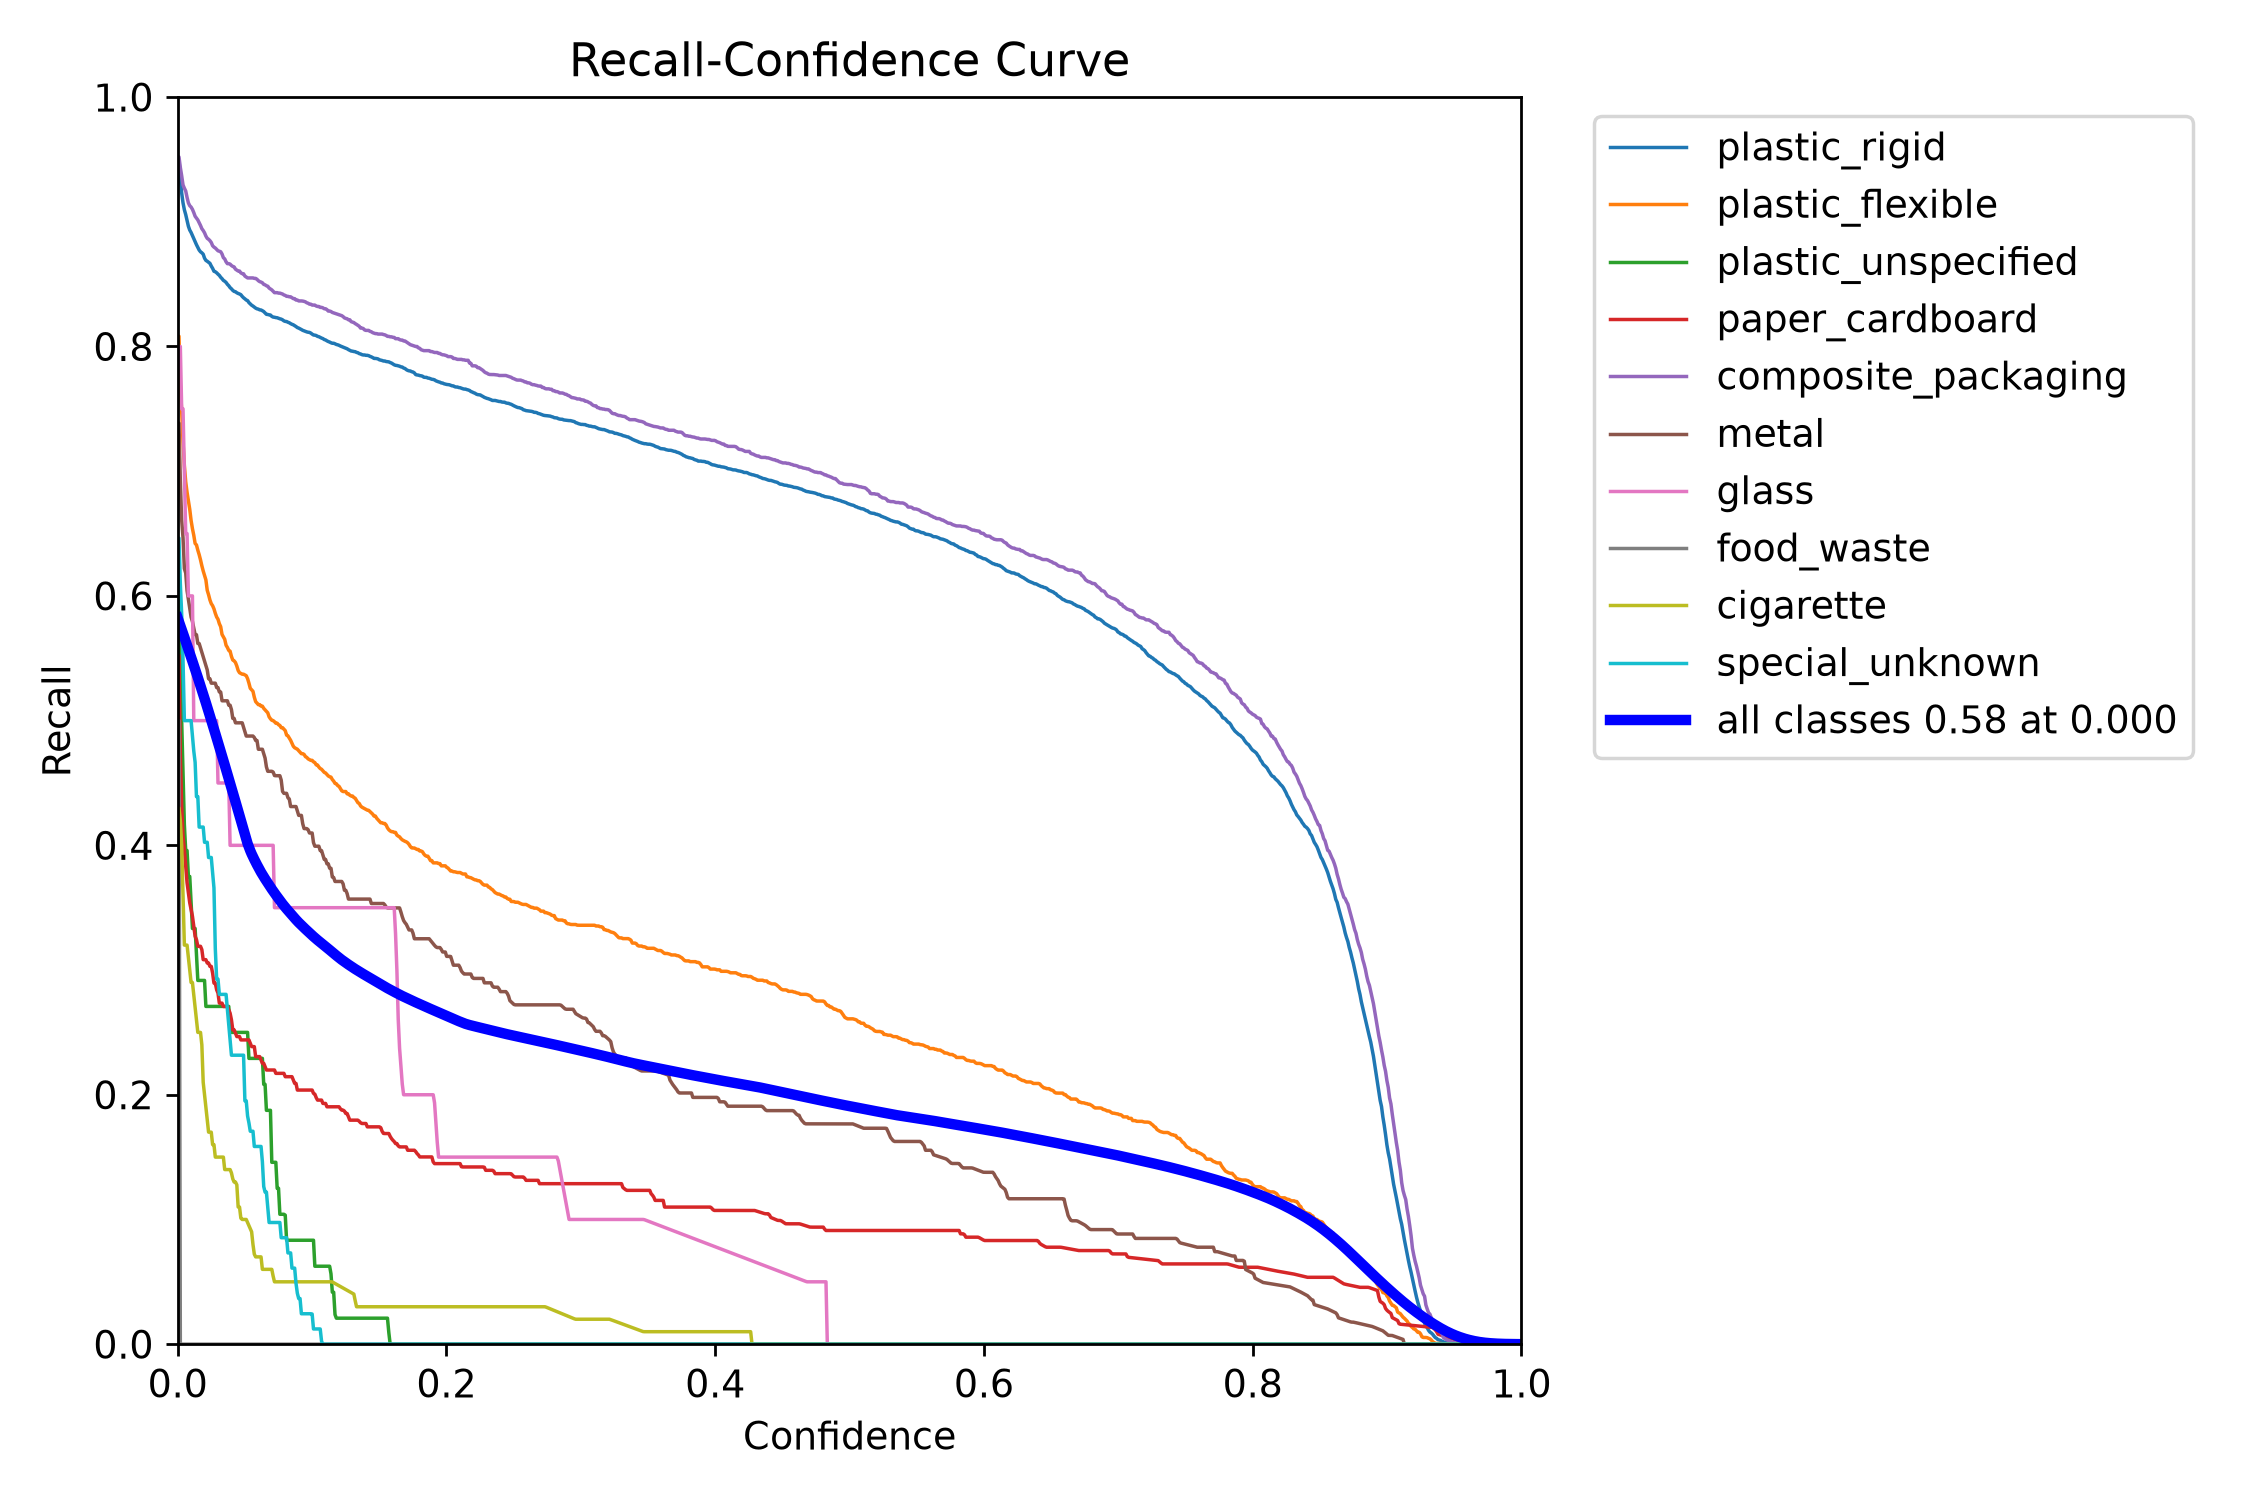 Recall-Confidence Curve
1.0
0.8
0.6
0.4
0.2
0.0
Recall
0.0 0.2 0.4 0.6 0.8 1.0
Confidence
plastic_rigid
plastic_flexible
plastic_unspecified
paper_cardboard
composite_packaging
metal
glass
food_waste
cigarette
special_unknown
all classes 0.58 at 0.000